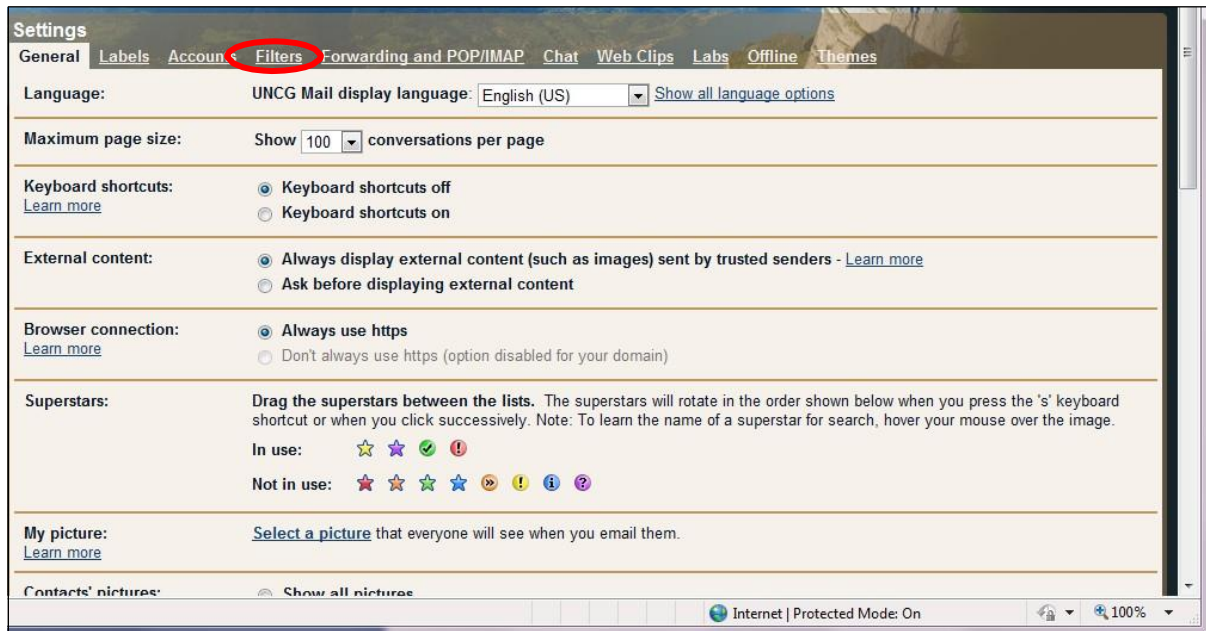 Settings
General Labels Accounts Filters Forwarding and POP/IMAP Chat Web Clips Labs Offline Themes
Language: UNCG Mail display language: English (US) Show all language options
Maximum page size: Show 100 conversations per page
Keyboard shortcuts: Keyboard shortcuts off
Learn more Keyboard shortcuts on
External content: Always display external content (such as images) sent by trusted senders - Learn more
Ask before displaying external content
Browser connection: Always use https
Learn more Don't always use https (option disabled for your domain)
Superstars: Drag the superstars between the lists. The superstars will rotate in the order shown below when you press the 's' keyboard
shortcut or when you click successively. Note: To learn the name of a superstar for search, hover your mouse over the image.
In use:
Not in use:
My picture: Select a picture that everyone will see when you email them.
Learn more
Contacts' pictures: Show all pictures
Internet | Protected Mode: On 100%